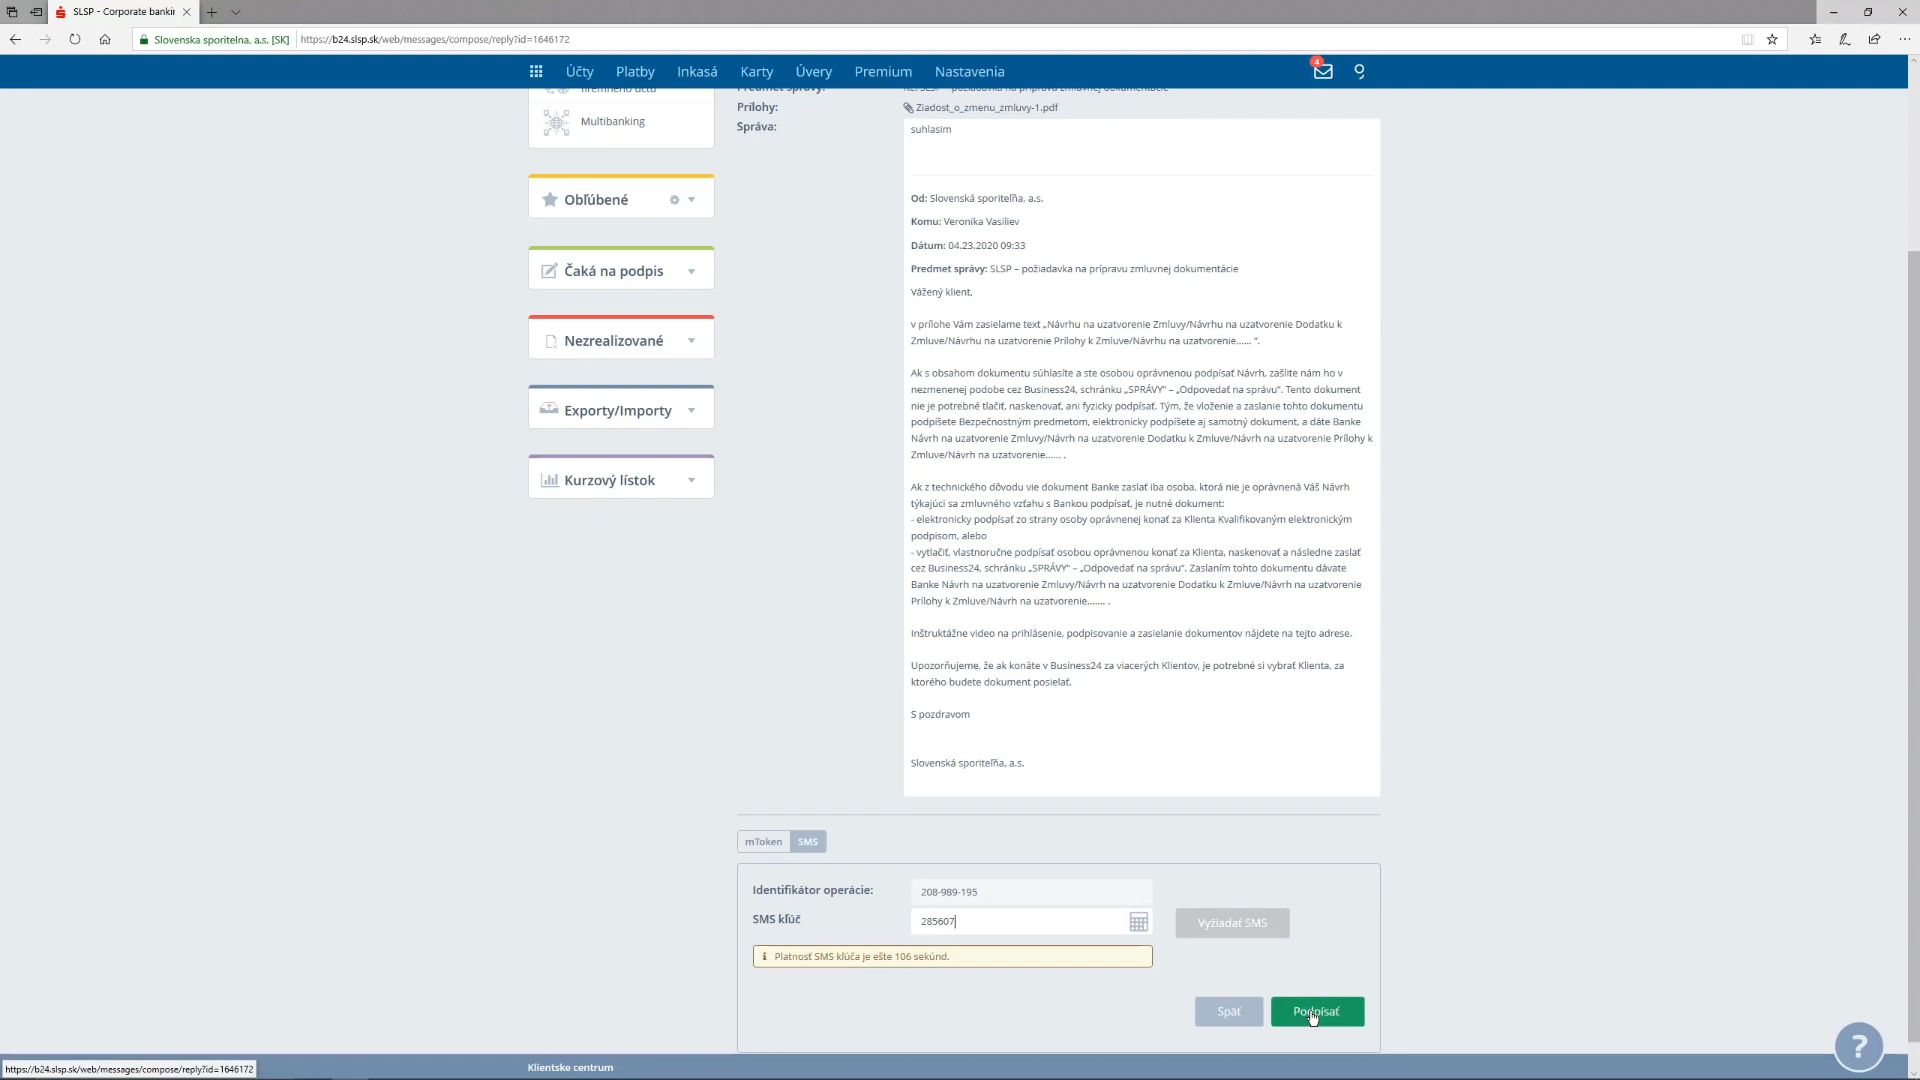 SLSP - Corporate bankir
Slovenska sporitelna, a.s. [SK]
https://b24.slsp.sk/web/messages/compose/reply?id=1646172
Účty
Platby
Inkasá
Karty
Úvery
Premium
Nastavenia
4
firemného účtu
Multibanking
Obľúbené
Čaká na podpis
Nezrealizované
Exporty/Importy
Kurzový lístok
Predmet správy:
RE: SLSP – požiadavka na prípravu zmluvnej dokumentácie
Prílohy:
Ziadost_o_zmenu_zmluvy-1.pdf
Správa:
suhlasim
Od: Slovenská sporiteľňa, a.s.
Komu: Veronika Vasiliev
Dátum: 04.23.2020 09:33
Predmet správy: SLSP – požiadavka na prípravu zmluvnej dokumentácie
Vážený klient,
v prílohe Vám zasielame text „Návrhu na uzatvorenie Zmluvy/Návrhu na uzatvorenie Dodatku k
Zmluve/Návrhu na uzatvorenie Prílohy k Zmluve/Návrhu na uzatvorenie...... “.
Ak s obsahom dokumentu súhlasíte a ste osobou oprávnenou podpísať Návrh, zašlite nám ho v
nezmenenej podobe cez Business24, schránku „SPRÁVY“ – „Odpovedať na správu“. Tento dokument
nie je potrebné tlačiť, naskenovať, ani fyzicky podpísať. Tým, že vloženie a zaslanie tohto dokumentu
podpíšete Bezpečnostným predmetom, elektronicky podpíšete aj samotný dokument, a dáte Banke
Návrh na uzatvorenie Zmluvy/Návrh na uzatvorenie Dodatku k Zmluve/Návrh na uzatvorenie Prílohy k
Zmluve/Návrh na uzatvorenie...... .
Ak z technického dôvodu vie dokument Banke zaslať iba osoba, ktorá nie je oprávnená Váš Návrh
týkajúci sa zmluvného vzťahu s Bankou podpísať, je nutné dokument:
- elektronicky podpísať zo strany osoby oprávnenej konať za Klienta Kvalifikovaným elektronickým
podpisom, alebo
- vytlačiť, vlastnoručne podpísať osobou oprávnenou konať za Klienta, naskenovať a následne zaslať
cez Business24, schránku „SPRÁVY“ – „Odpovedať na správu“. Zaslaním tohto dokumentu dávate
Banke Návrh na uzatvorenie Zmluvy/Návrh na uzatvorenie Dodatku k Zmluve/Návrh na uzatvorenie
Prílohy k Zmluve/Návrh na uzatvorenie....... .
Inštruktážne video na prihlásenie, podpisovanie a zasielanie dokumentov nájdete na tejto adrese.
Upozorňujeme, že ak konáte v Business24 za viacerých Klientov, je potrebné si vybrať Klienta, za
ktorého budete dokument posielať.
S pozdravom
Slovenská sporiteľňa, a.s.
mToken
SMS
Identifikátor operácie:
208-989-195
SMS kľúč
285607
Vyžiadať SMS
Platnosť SMS kľúča je ešte 106 sekúnd.
Späť
Podpísať
?
https://b24.slsp.sk/web/messages/compose/reply?id=1646172
Klientske centrum